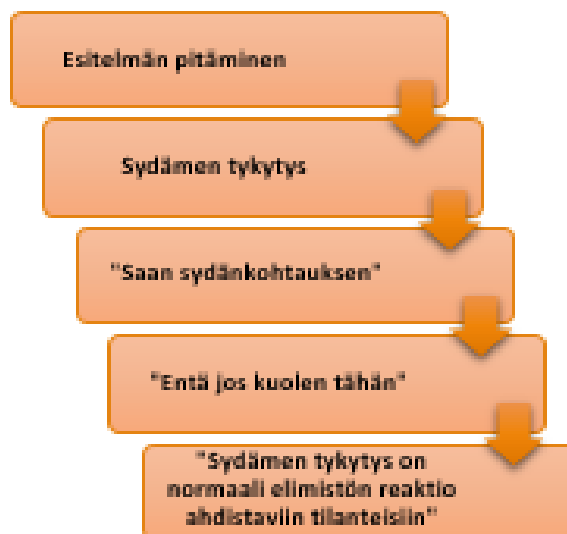 Esitelmän pitäminen
Sydämen tykytys
"Saan sydänkohtauksen"
"Entä jos kuolen tähän"
"Sydämen tykytys on
normaali elimistön reaktio
ahdistaviin tilanteisiin"